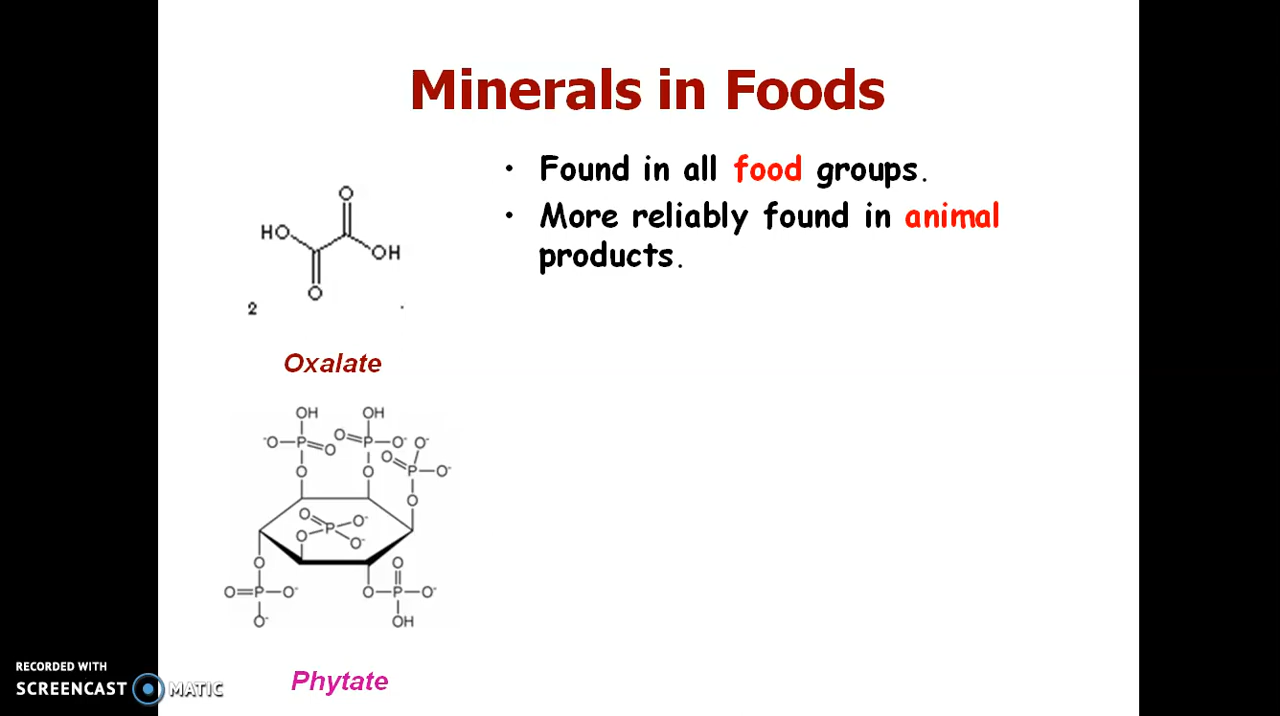 Minerals in Foods
• Found in all food groups.
• More reliably found in animal
products.
O
HO
OH
O
2
Oxalate
OH OH
⁻O–P=O O=P–O⁻ O⁻
O=P–O⁻
O O
O
O=P–O⁻
O O⁻
O O
O=P–O⁻ O–P–O⁻
O⁻ OH
Phytate
RECORDED WITH
SCREENCAST MATIC